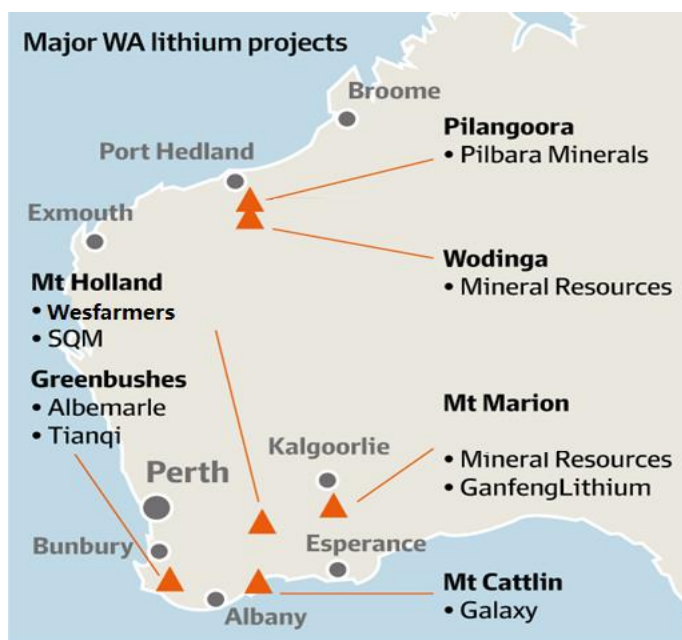 Major WA lithium projects
Broome
Pilangoora
• Pilbara Minerals
Port Hedland
Exmouth
Wodinga
• Mineral Resources
Mt Holland
• Wesfarmers
• SQM
Greenbushes
• Albemarle
• Tianqi
Mt Marion
• Mineral Resources
• GanfengLithium
Kalgoorlie
Perth
Bunbury
Esperance
Albany
Mt Cattlin
• Galaxy